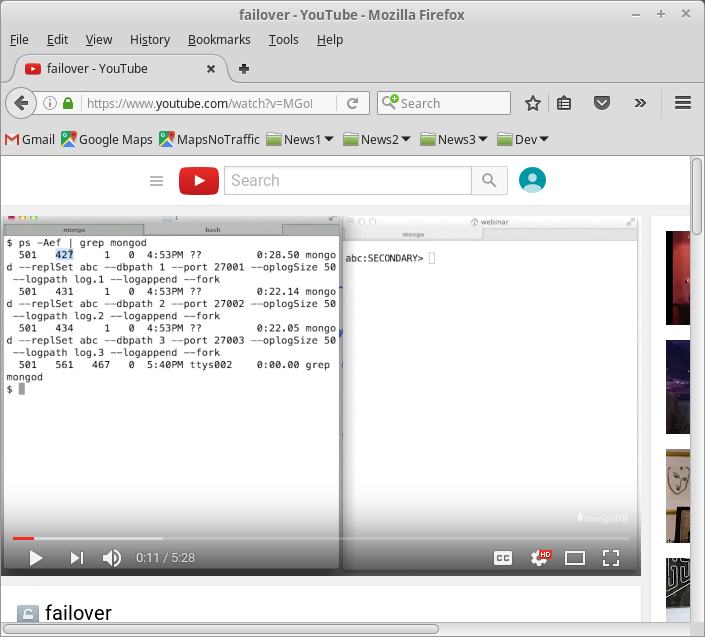 failover - YouTube - Mozilla Firefox
File Edit View History Bookmarks Tools Help
failover - YouTube
https://www.youtube.com/watch?v=MGoI
Search
Gmail Google Maps MapsNoTraffic News1 News2 News3 Dev
Search
mongo bash
1
$ ps -Aef | grep mongod
501 427 1 0 4:53PM ?? 0:28.50 mongo
d --replSet abc --dbpath 1 --port 27001 --oplogSize 50
--logpath log.1 --logappend --fork
501 431 1 0 4:53PM ?? 0:22.14 mongo
d --replSet abc --dbpath 2 --port 27002 --oplogSize 50
--logpath log.2 --logappend --fork
501 434 1 0 4:53PM ?? 0:22.05 mongo
d --replSet abc --dbpath 3 --port 27003 --oplogSize 50
--logpath log.3 --logappend --fork
501 561 467 0 5:40PM ttys002 0:00.00 grep
mongod
$
webinar
mongo
abc:SECONDARY>
mongoDB
0:11 / 5:28
CC
HD
failover